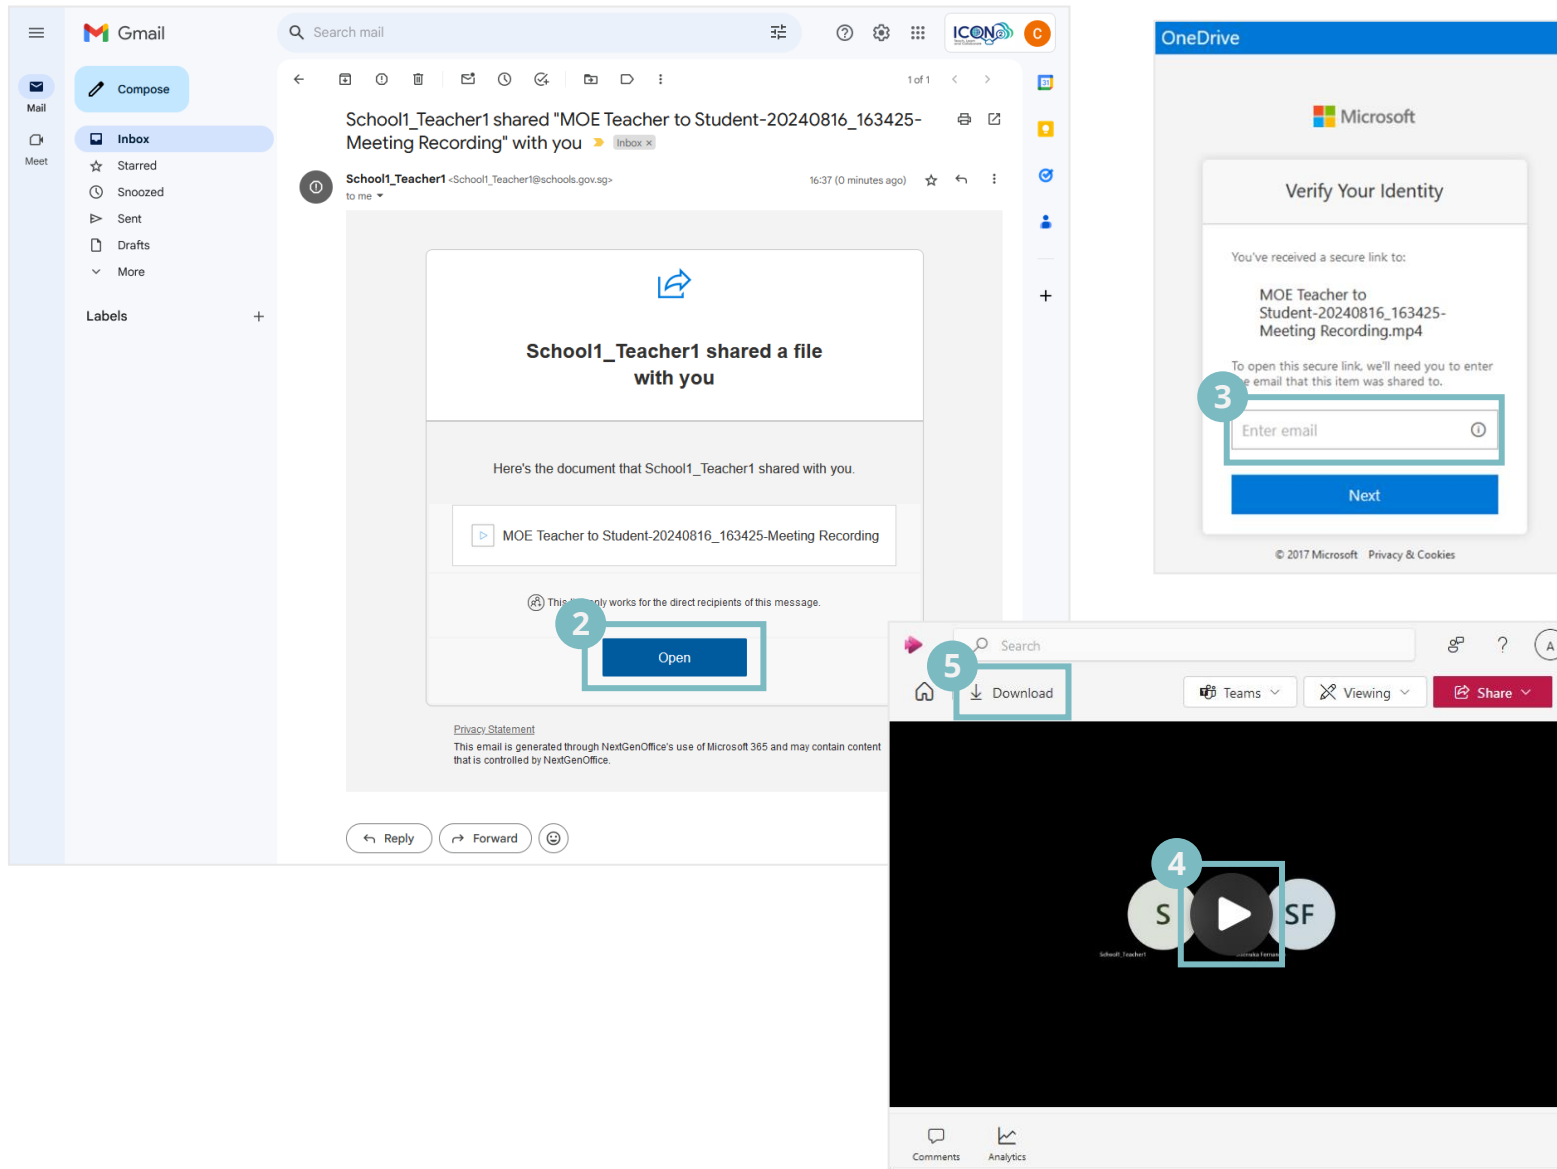 Gmail
Search mail
ICON
C
Mail
Meet
Compose
Inbox
Starred
Snoozed
Sent
Drafts
More
Labels
1 of 1
School1_Teacher1 shared "MOE Teacher to Student-20240816_163425-
Meeting Recording" with you
Inbox ×
School1_Teacher1 <School1_Teacher1@schools.gov.sg>
to me
16:37 (0 minutes ago)
31
School1_Teacher1 shared a file
with you
Here's the document that School1_Teacher1 shared with you.
MOE Teacher to Student-20240816_163425-Meeting Recording
This only works for the direct recipients of this message.
2
Open
Privacy Statement
This email is generated through NextGenOffice's use of Microsoft 365 and may contain content
that is controlled by NextGenOffice.
Reply
Forward
OneDrive
Microsoft
Verify Your Identity
You've received a secure link to:
MOE Teacher to
Student-20240816_163425-
Meeting Recording.mp4
To open this secure link, we'll need you to enter
email that this item was shared to.
3
Enter email
Next
© 2017 Microsoft Privacy & Cookies
Search
A
5
Download
Teams
Viewing
Share
4
S
SF
School1_Teacher1
Comments
Analytics